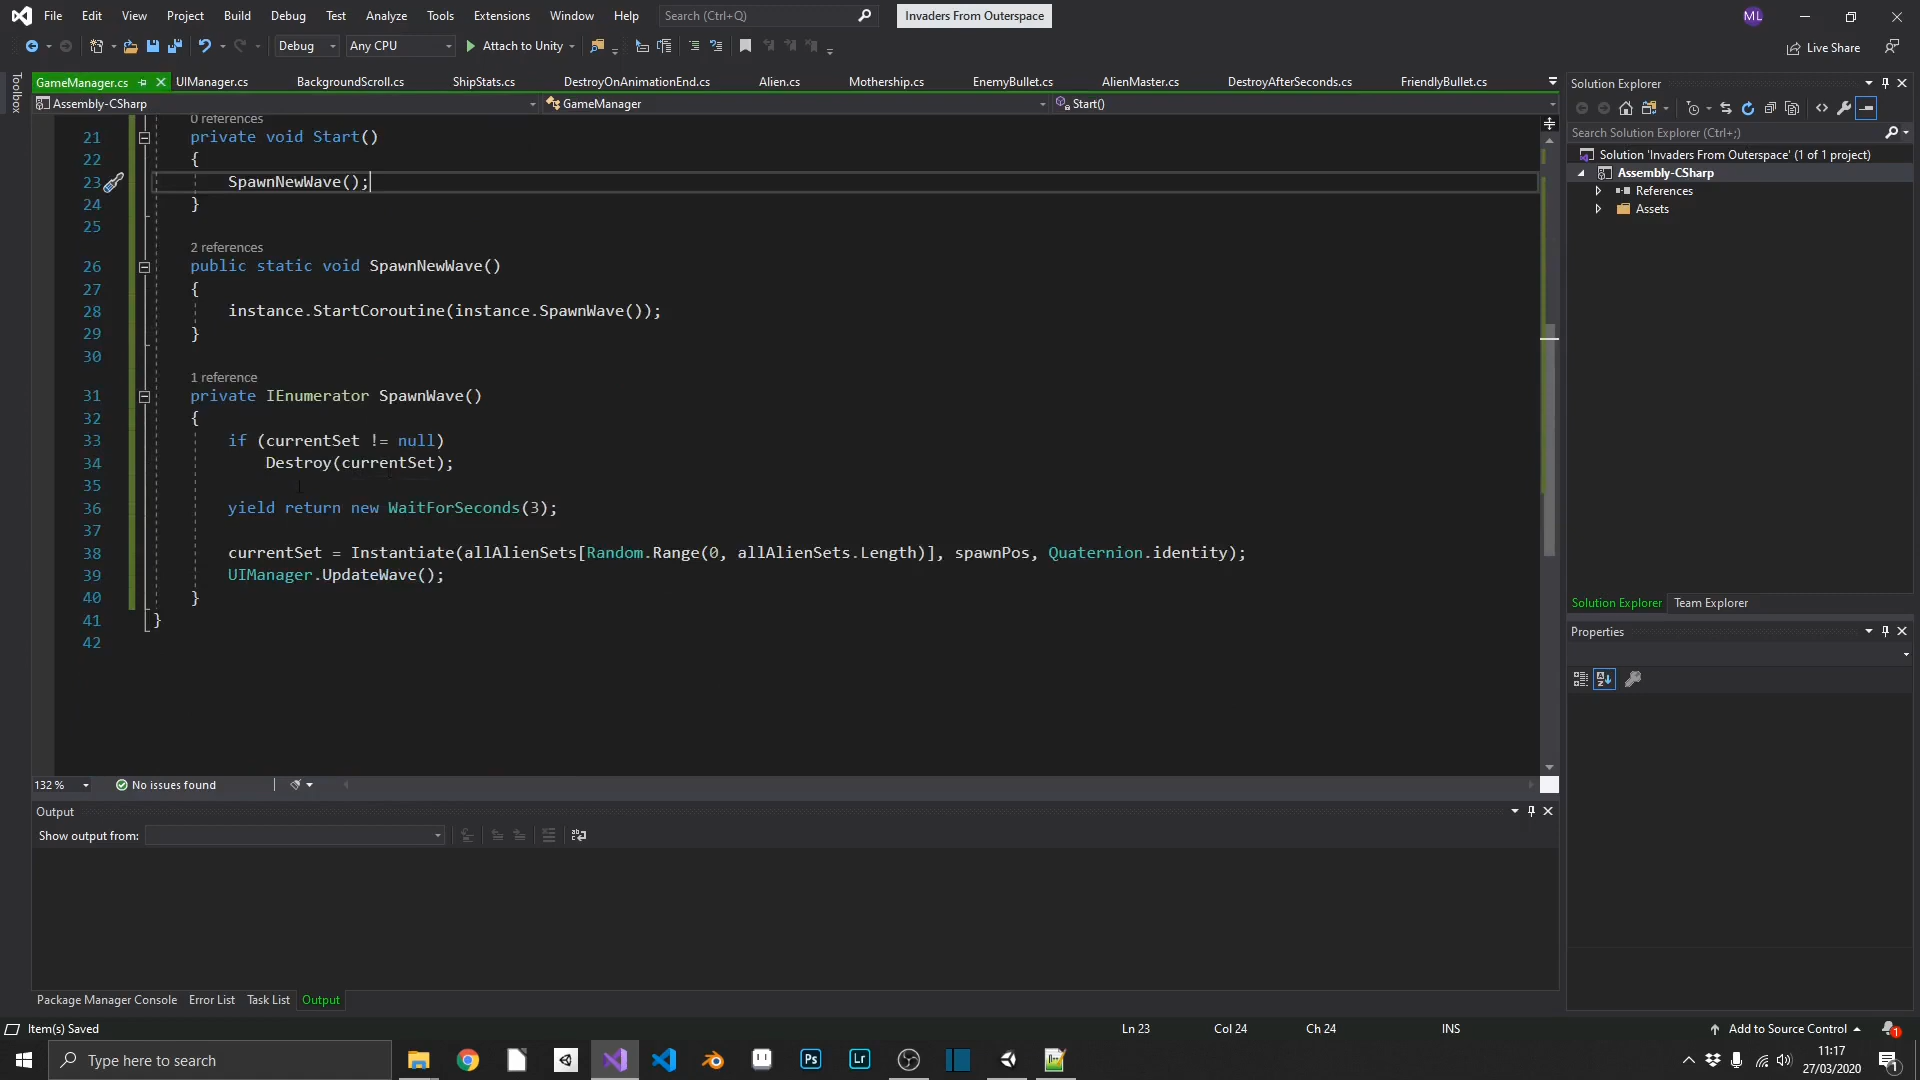 File Edit View Project Build Debug Test Analyze Tools Extensions Window Help Search (Ctrl+Q) Invaders From Outerspace ML
Debug Any CPU Attach to Unity Live Share
Toolbox
GameManager.cs UIManager.cs BackgroundScroll.cs ShipStats.cs DestroyOnAnimationEnd.cs Alien.cs Mothership.cs EnemyBullet.cs AlienMaster.cs DestroyAfterSeconds.cs FriendlyBullet.cs
Assembly-CSharp GameManager Start()
0 references
21 private void Start()
22 {
23 SpawnNewWave();
24 }
25
2 references
26 public static void SpawnNewWave()
27 {
28 instance.StartCoroutine(instance.SpawnWave());
29 }
30
1 reference
31 private IEnumerator SpawnWave()
32 {
33 if (currentSet != null)
34 Destroy(currentSet);
35
36 yield return new WaitForSeconds(3);
37
38 currentSet = Instantiate(allAlienSets[Random.Range(0, allAlienSets.Length)], spawnPos, Quaternion.identity);
39 UIManager.UpdateWave();
40 }
41 }
42
132 % No issues found
Output
Show output from:
Package Manager Console Error List Task List Output
Solution Explorer
Search Solution Explorer (Ctrl+;)
Solution 'Invaders From Outerspace' (1 of 1 project)
Assembly-CSharp
References
Assets
Solution Explorer Team Explorer
Properties
Item(s) Saved Ln 23 Col 24 Ch 24 INS Add to Source Control 1
Type here to search Ps Lr 11:17
27/03/2020 1